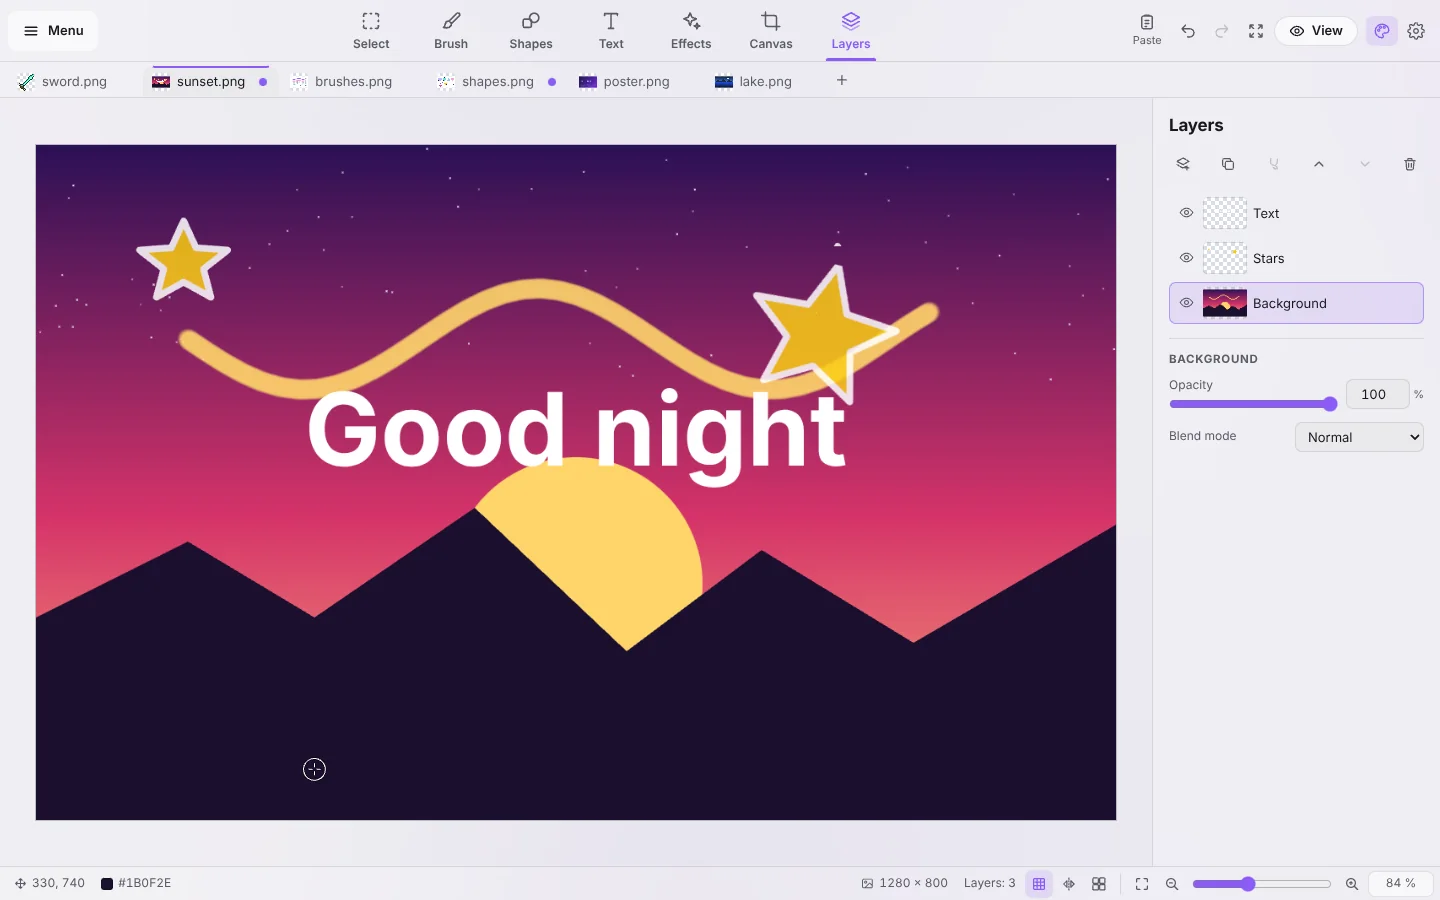 Menu
Select
Brush
Shapes
Text
Effects
Canvas
Layers
Paste
View
sword.png
sunset.png
brushes.png
shapes.png
poster.png
lake.png
Good night
Layers
Text
Stars
Background
BACKGROUND
Opacity
100 %
Blend mode
Normal
330, 740
#1B0F2E
1280 × 800
Layers: 3
84 %